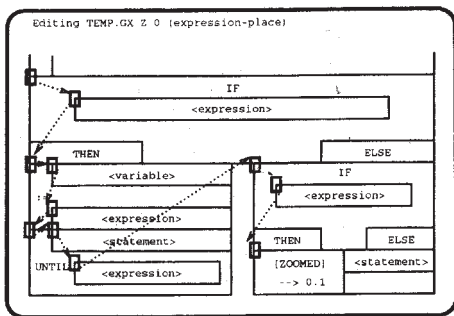 Editing TEMP.GX Z 0 (expression-place)
IF
<expression>
THEN
ELSE
<variable>
IF
:=
<expression>
<expression>
THEN
ELSE
<statement>
{ZOOMED}
<statement>
UNTIL
<expression>
--> 0.1